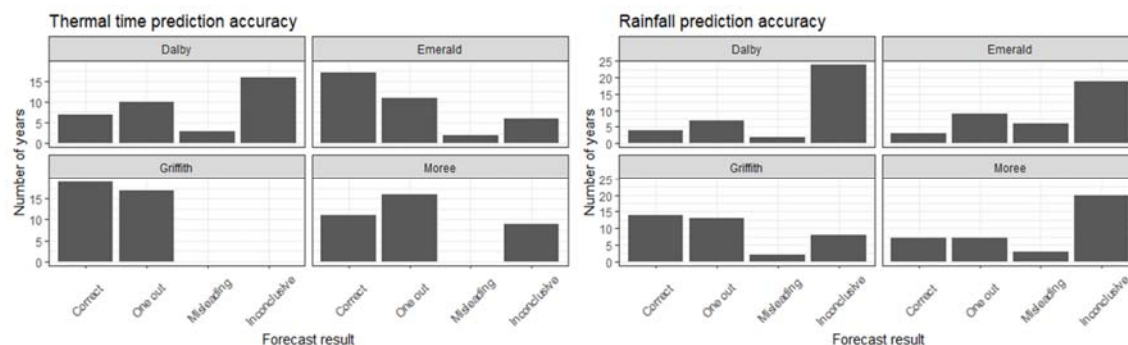 Thermal time prediction accuracy
Dalby
Emerald
15
10
5
0
Griffith
Moree
15
10
5
0
Number of years
Correct
One out
Misleading
Inconclusive
Correct
One out
Misleading
Inconclusive
Forecast result
Rainfall prediction accuracy
Dalby
Emerald
25
20
15
10
5
0
Griffith
Moree
25
20
15
10
5
0
Number of years
Correct
One out
Misleading
Inconclusive
Correct
One out
Misleading
Inconclusive
Forecast result